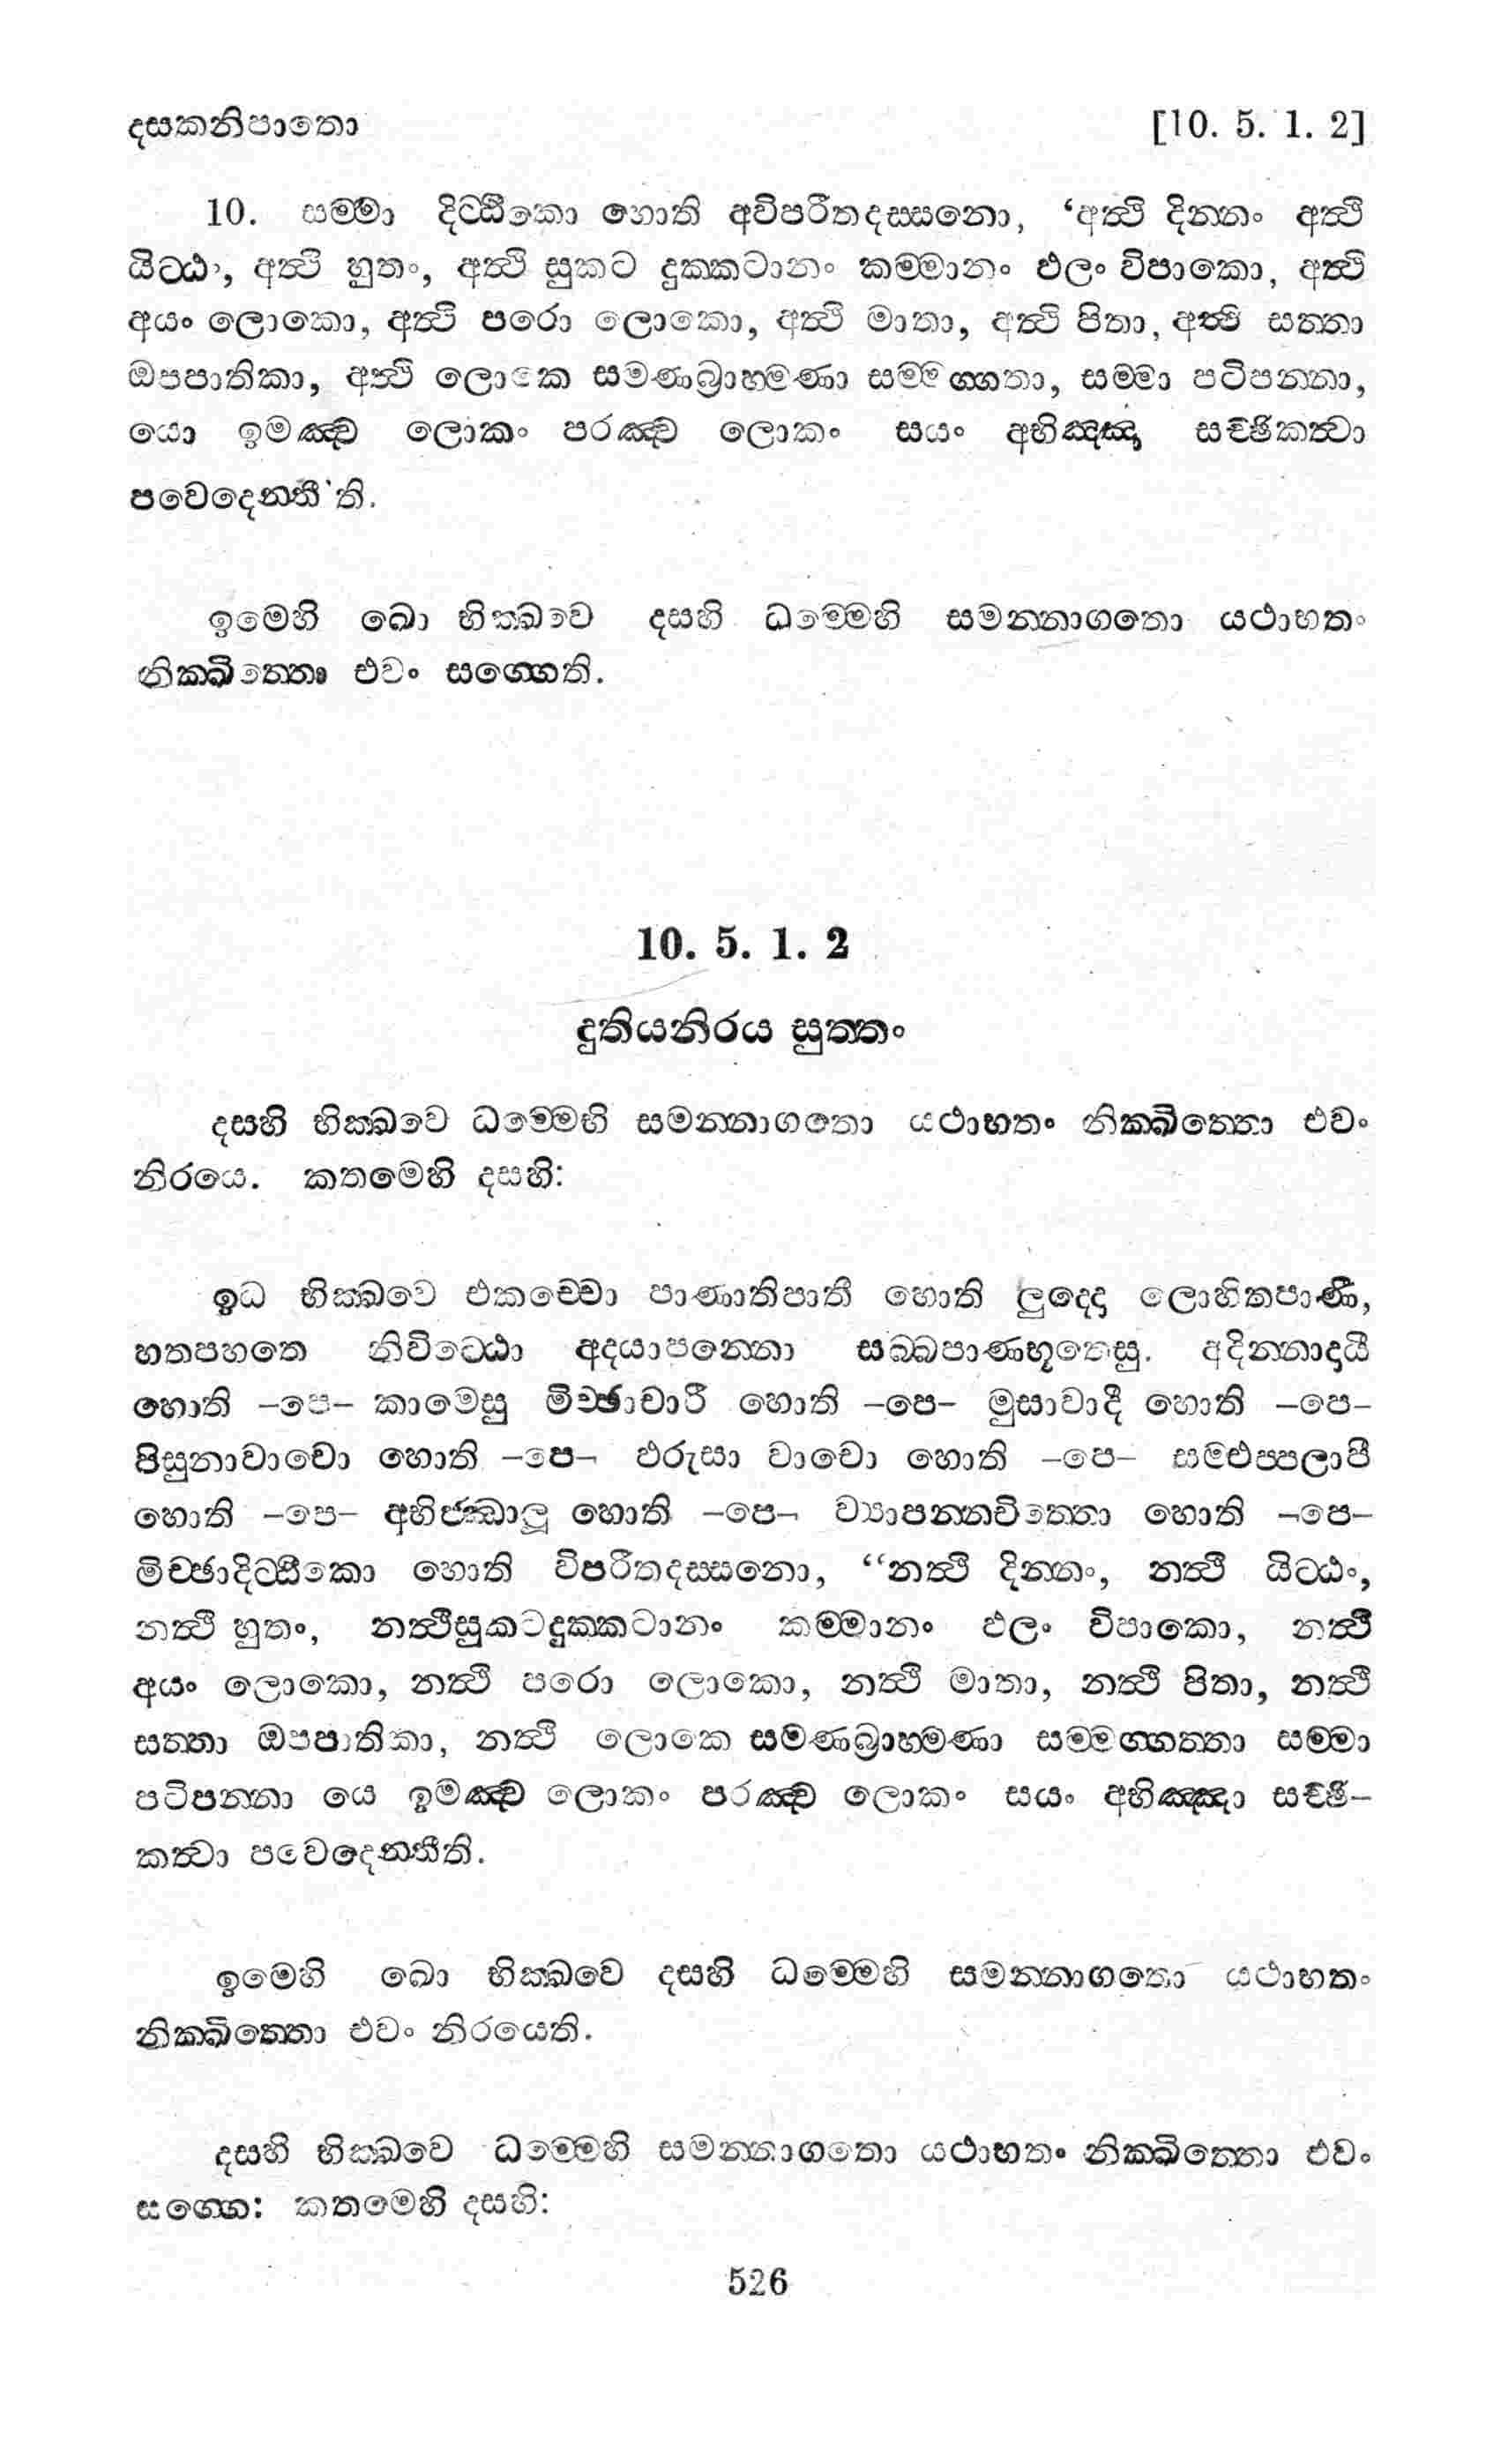 දසකනිපාතො [10. 5. 1. 2]
10. සම්මා දිට්ඨිකො හොති අවිපරීතදස්සනො, ‘අත්ථි දින්නං අත්ථි
යිට්ඨං, අත්ථි හුතං, අත්ථි සුකට දුක්කටානං කම්මානං ඵලං විපාකො, අත්ථි
අයං ලොකො, අත්ථි පරො ලොකො, අත්ථි මාතා, අත්ථි පිතා, අත්ථි සත්තා
ඔපපාතිකා, අත්ථි ලොකෙ සමණබ්‍රාහමණා සම්මග්ගතා, සම්මා පටිපන්නා,
යො ඉමඤ්ච ලොකං පරඤ්ච ලොකං සයං අභිඤ්ඤා සච්ඡිකත්වා
පවෙදෙන්තී'ති.
ඉමෙහි ඛො භික්ඛවෙ දසහි ධම්මෙහි සමන්නාගතො යථාභතං
නික්ඛිත්තො එවං සග්ගෙති.
10. 5. 1. 2
දුතියනිරය සුත්තං
දසහි භික්ඛවෙ ධම්මෙභි සමන්නාගතො යථාභතං නික්ඛිත්තො එවං
නිරයෙ. කතමෙහි දසහි:
ඉධ භික්ඛවෙ එකච්චො පාණාතිපාතී හොති ලුද්දො ලොහිතපාණී,
හතපහතෙ නිවිට්ඨො අදයාපන්නො සබ්බපාණභූතෙසු. අදින්නාදායී
හොති –පෙ– කාමෙසු මිච්ඡාචාරී හොති –පෙ– මුසාවාදී හොති –පෙ–
පිසුනාවාචො හොති –පෙ– ඵරුසා වාචො හොති –පෙ– සම්ඵප්පලාපී
හොති –පෙ– අභිජ්ඣාලු හොති –පෙ– ව්‍යාපන්නචිත්තො හොති –පෙ–
මිච්ඡාදිට්ඨිකො හොති විපරීතදස්සනො, “නත්ථි දින්නං, නත්ථි යිට්ඨං,
නත්ථි හුතං, නත්ථිසුකටදුක්කටානං කම්මානං ඵලං විපාකො, නත්ථි
අයං ලොකො, නත්ථි පරො ලොකො, නත්ථි මාතා, නත්ථි පිතා, නත්ථි
සත්තා ඔපපාතිකා, නත්ථි ලොකෙ සමණබ්‍රාහමණා සම්මග්ගත්තා සම්මා
පටිපන්නා යෙ ඉමඤ්ච ලොකං පරඤ්ච ලොකං සයං අභිඤ්ඤා සච්ඡි–
කත්වා පවෙදෙන්තීති.
ඉමෙහි ඛො භික්ඛවෙ දසහි ධම්මෙහි සමන්නාගතො යථාභතං
නික්ඛිත්තො එවං නිරයෙති.
දසහි භික්ඛවෙ ධම්මෙහි සමන්නාගතො යථාභතං නික්ඛිත්තො එවං
සග්ගෙ: කතමෙහි දසහි:
526